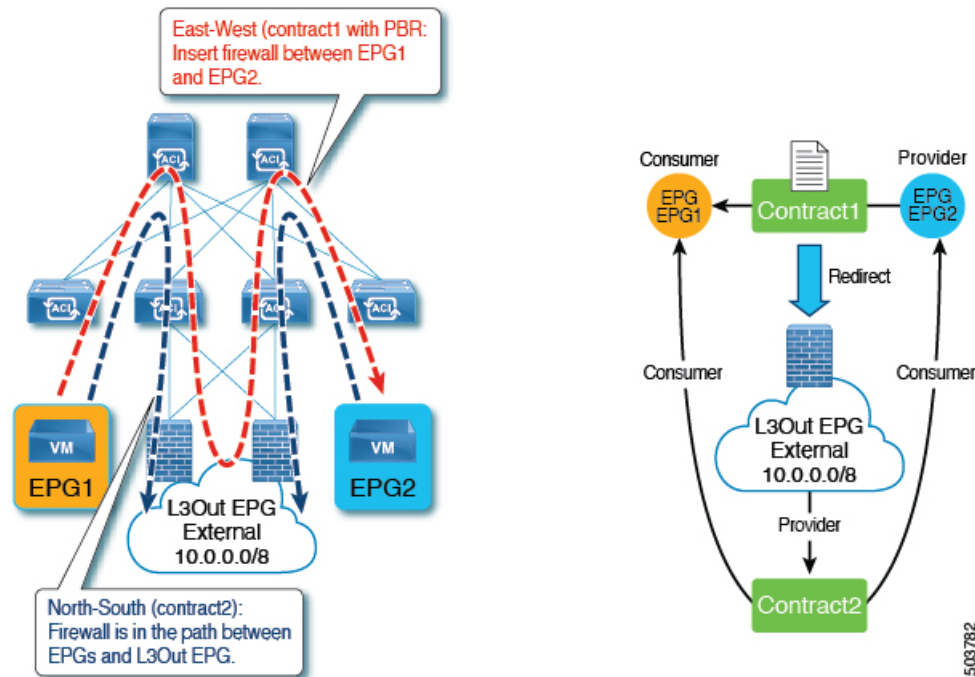 East-West (contract1 with PBR:
Insert firewall between EPG1
and EPG2.
ACI
ACI
ACI
ACI
ACI
ACI
VM
EPG1
VM
EPG2
L3Out EPG
External
10.0.0.0/8
North-South (contract2):
Firewall is in the path between
EPGs and L3Out EPG.
Consumer
Provider
EPG
EPG1
Contract1
EPG
EPG2
Redirect
Consumer
Consumer
L3Out EPG
External
10.0.0.0/8
Provider
Contract2
503782